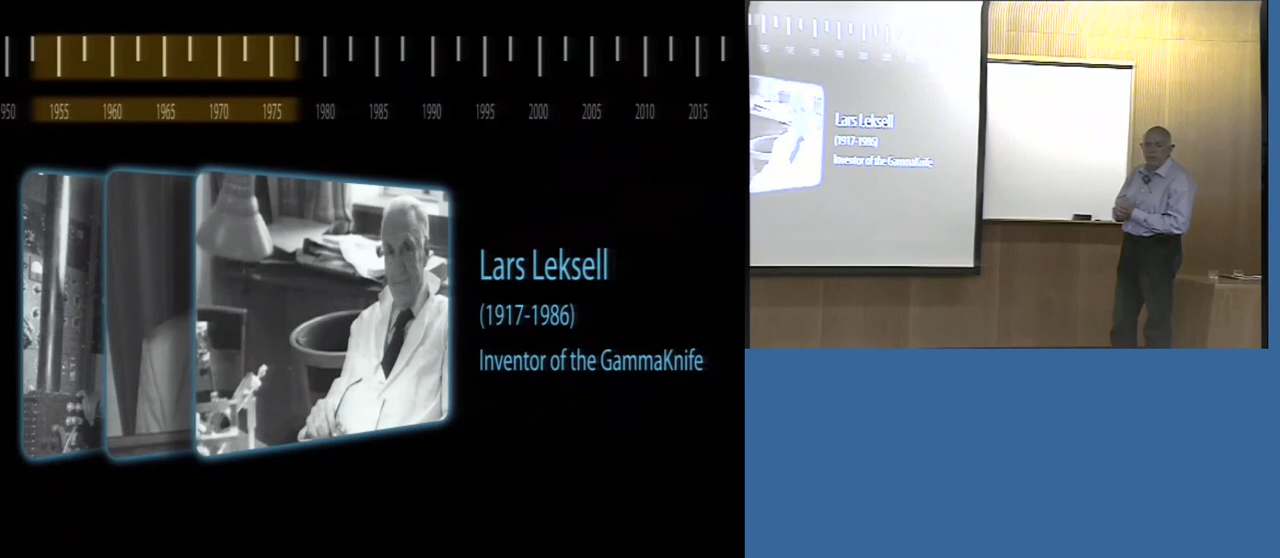 950 1955 1960 1965 1970 1975 1980 1985 1990 1995 2000 2005 2010 2015
Lars Leksell
(1917-1986)
Inventor of the GammaKnife
Lars Leksell
(1917-1986)
Inventor of the GammaKnife